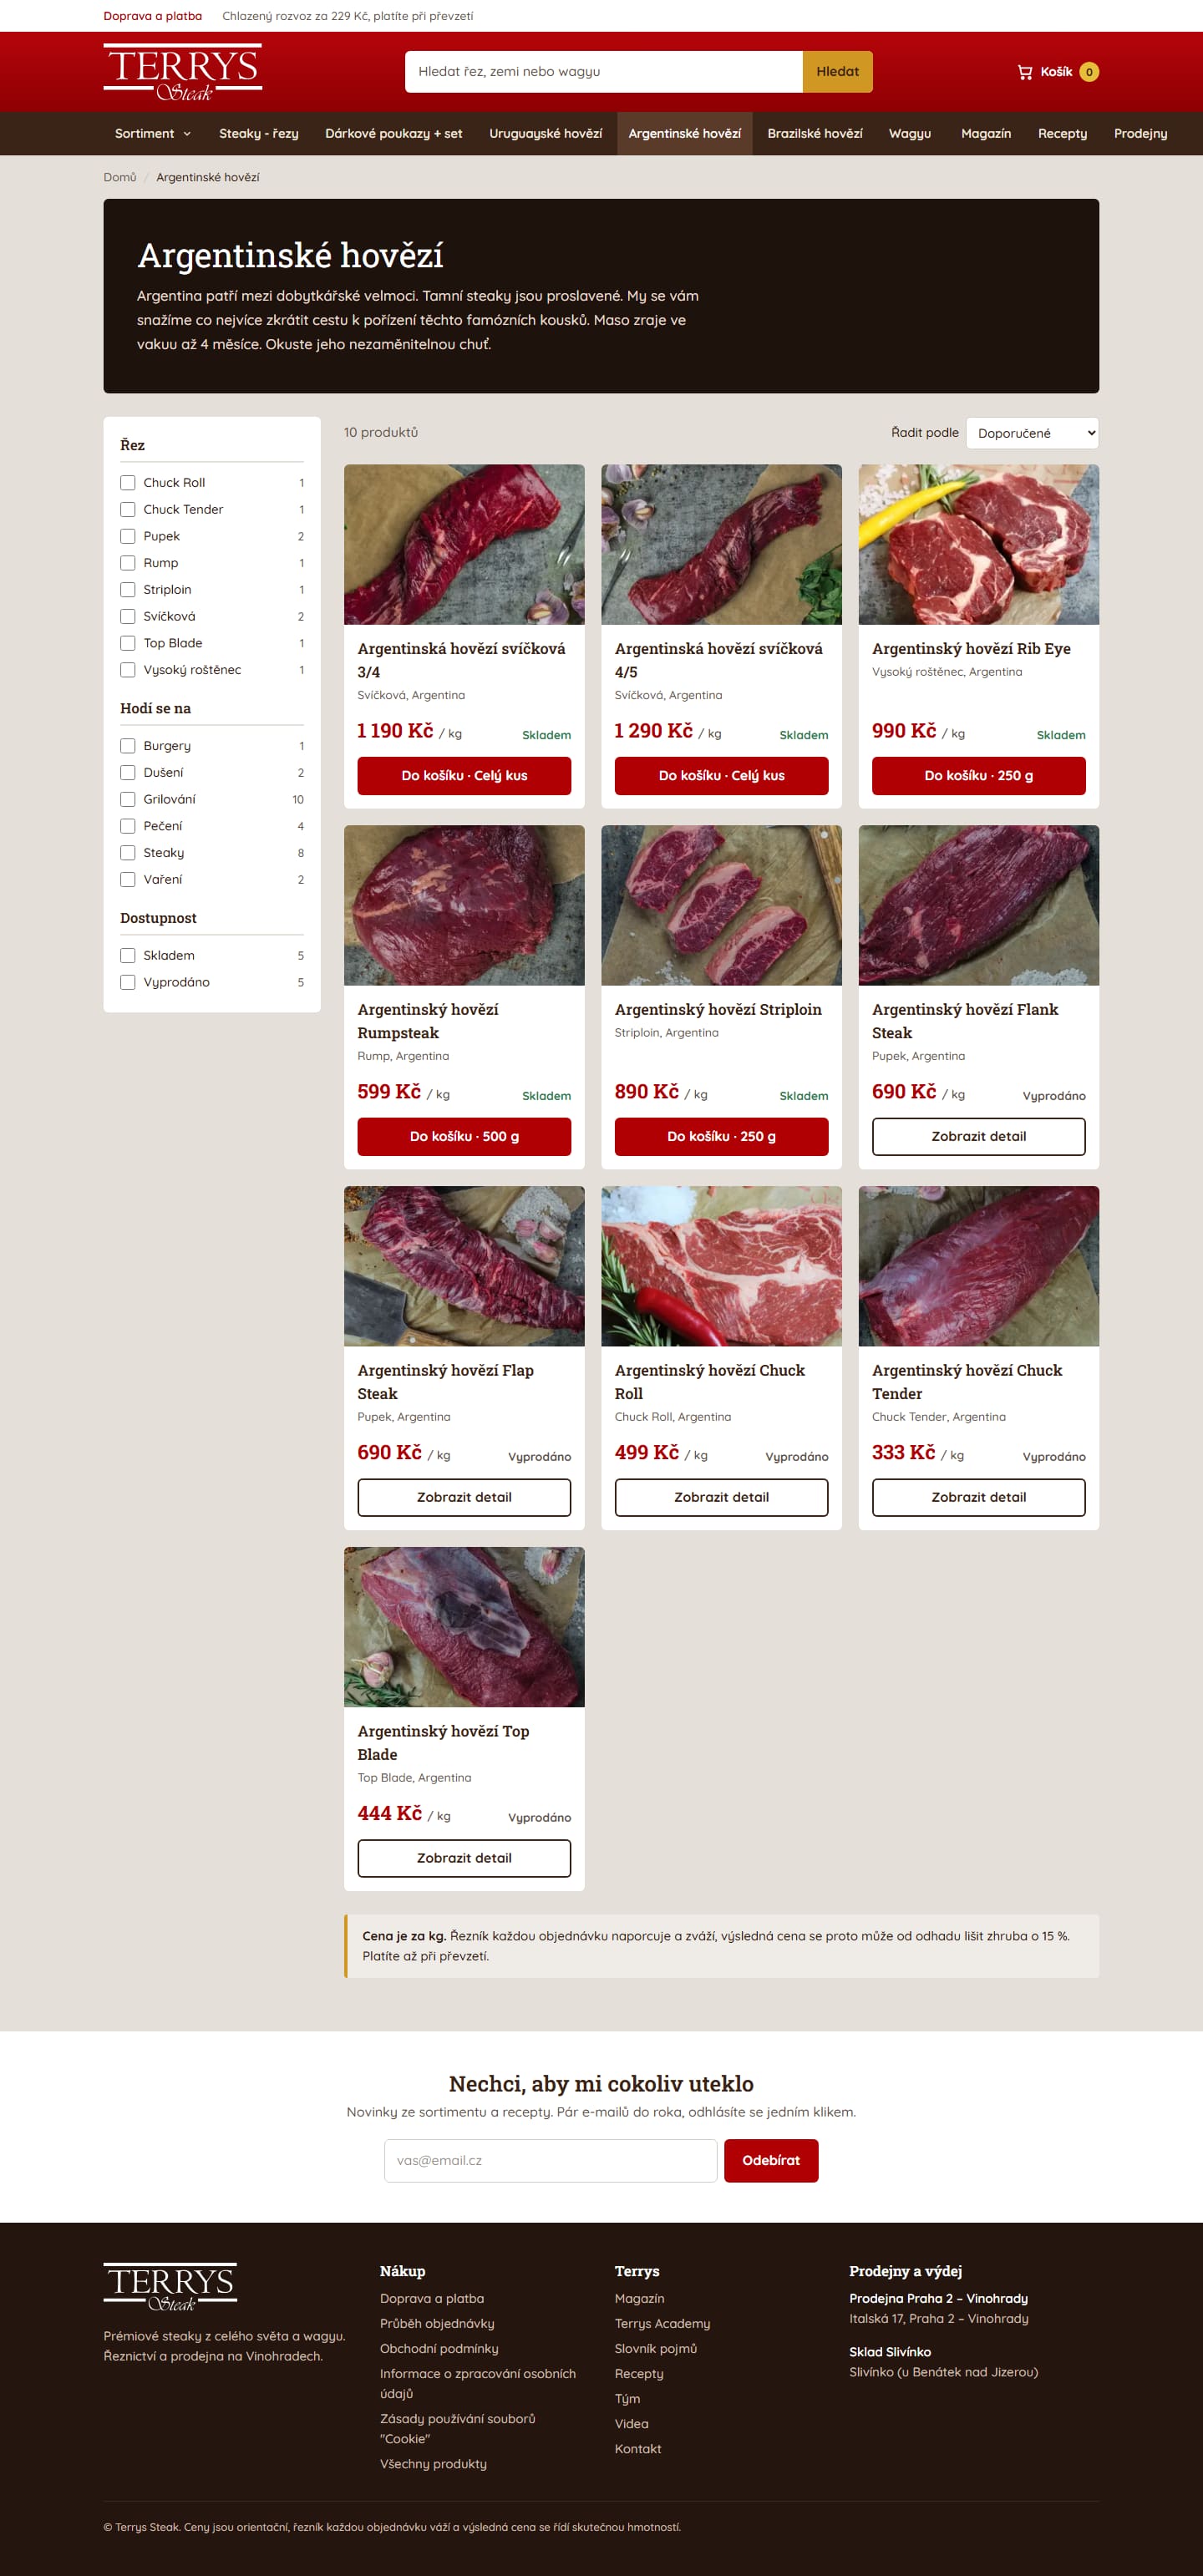 Doprava a platba
Chlazený rozvoz za 229 Kč, platíte při převzetí
TERRYS
Steak
Hledat řez, zemi nebo wagyu
Hledat
Košík
0
Sortiment
Steaky - řezy
Dárkové poukazy + set
Uruguayské hovězí
Argentinské hovězí
Brazilské hovězí
Wagyu
Magazín
Recepty
Prodejny
Domů / Argentinské hovězí
Argentinské hovězí
Argentina patří mezi dobytkářské velmoci. Tamní steaky jsou proslavené. My se vám
snažíme co nejvíce zkrátit cestu k pořízení těchto famózních kousků. Maso zraje ve
vakuu až 4 měsíce. Okuste jeho nezaměnitelnou chuť.
Řez
Chuck Roll 1
Chuck Tender 1
Pupek 2
Rump 1
Striploin 1
Svíčková 2
Top Blade 1
Vysoký roštěnec 1
Hodí se na
Burgery 1
Dušení 2
Grilování 10
Pečení 4
Steaky 8
Vaření 2
Dostupnost
Skladem 5
Vyprodáno 5
10 produktů
Řadit podle
Doporučené
Argentinská hovězí svíčková
3/4
Svíčková, Argentina
1 190 Kč / kg
Skladem
Do košíku · Celý kus
Argentinská hovězí svíčková
4/5
Svíčková, Argentina
1 290 Kč / kg
Skladem
Do košíku · Celý kus
Argentinský hovězí Rib Eye
Vysoký roštěnec, Argentina
990 Kč / kg
Skladem
Do košíku · 250 g
Argentinský hovězí
Rumpsteak
Rump, Argentina
599 Kč / kg
Skladem
Do košíku · 500 g
Argentinský hovězí Striploin
Striploin, Argentina
890 Kč / kg
Skladem
Do košíku · 250 g
Argentinský hovězí Flank
Steak
Pupek, Argentina
690 Kč / kg
Vyprodáno
Zobrazit detail
Argentinský hovězí Flap
Steak
Pupek, Argentina
690 Kč / kg
Vyprodáno
Zobrazit detail
Argentinský hovězí Chuck
Roll
Chuck Roll, Argentina
499 Kč / kg
Vyprodáno
Zobrazit detail
Argentinský hovězí Chuck
Tender
Chuck Tender, Argentina
333 Kč / kg
Vyprodáno
Zobrazit detail
Argentinský hovězí Top
Blade
Top Blade, Argentina
444 Kč / kg
Vyprodáno
Zobrazit detail
Cena je za kg. Řezník každou objednávku naporcuje a zváží, výsledná cena se proto může od odhadu lišit zhruba o 15 %.
Platíte až při převzetí.
Nechci, aby mi cokoliv uteklo
Novinky ze sortimentu a recepty. Pár e-mailů do roka, odhlásíte se jedním klikem.
vas@email.cz
Odebírat
TERRYS
Steak
Prémiové steaky z celého světa a wagyu.
Řeznictví a prodejna na Vinohradech.
Nákup
Doprava a platba
Průběh objednávky
Obchodní podmínky
Informace o zpracování osobních
údajů
Zásady používání souborů
"Cookie"
Všechny produkty
Terrys
Magazín
Terrys Academy
Slovník pojmů
Recepty
Tým
Videa
Kontakt
Prodejny a výdej
Prodejna Praha 2 – Vinohrady
Italská 17, Praha 2 – Vinohrady
Sklad Slivínko
Slivínko (u Benátek nad Jizerou)
© Terrys Steak. Ceny jsou orientační, řezník každou objednávku váží a výsledná cena se řídí skutečnou hmotností.